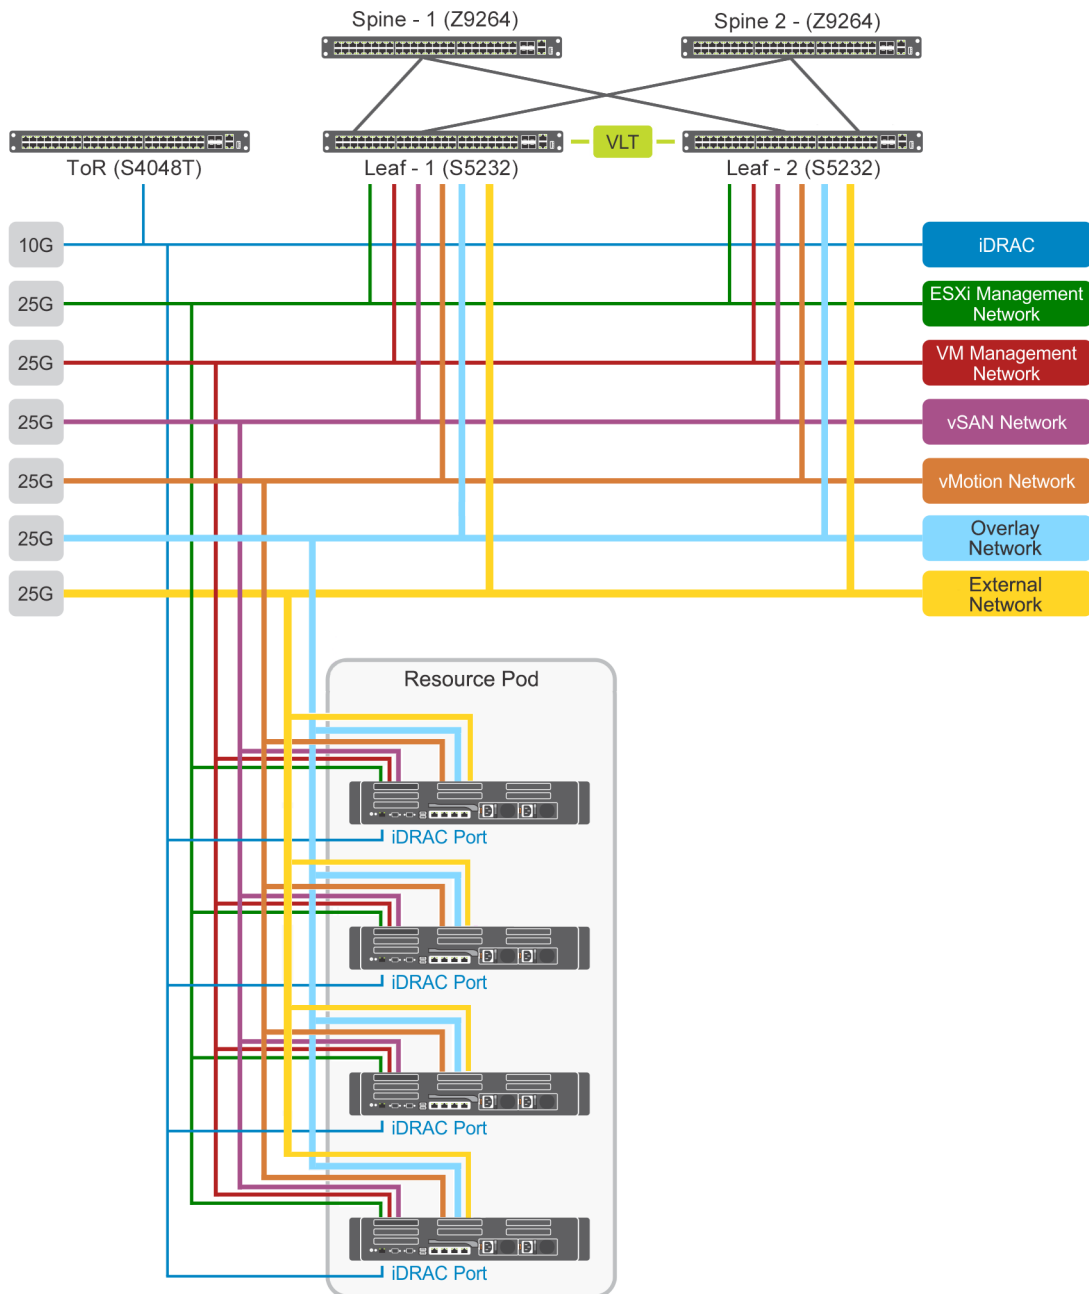 Spine - 1 (Z9264)
Spine 2 - (Z9264)
VLT
ToR (S4048T)
Leaf - 1 (S5232)
Leaf - 2 (S5232)
10G
iDRAC
25G
ESXi Management
Network
25G
VM Management
Network
25G
vSAN Network
25G
vMotion Network
25G
Overlay
Network
25G
External
Network
Resource Pod
iDRAC Port
iDRAC Port
iDRAC Port
iDRAC Port